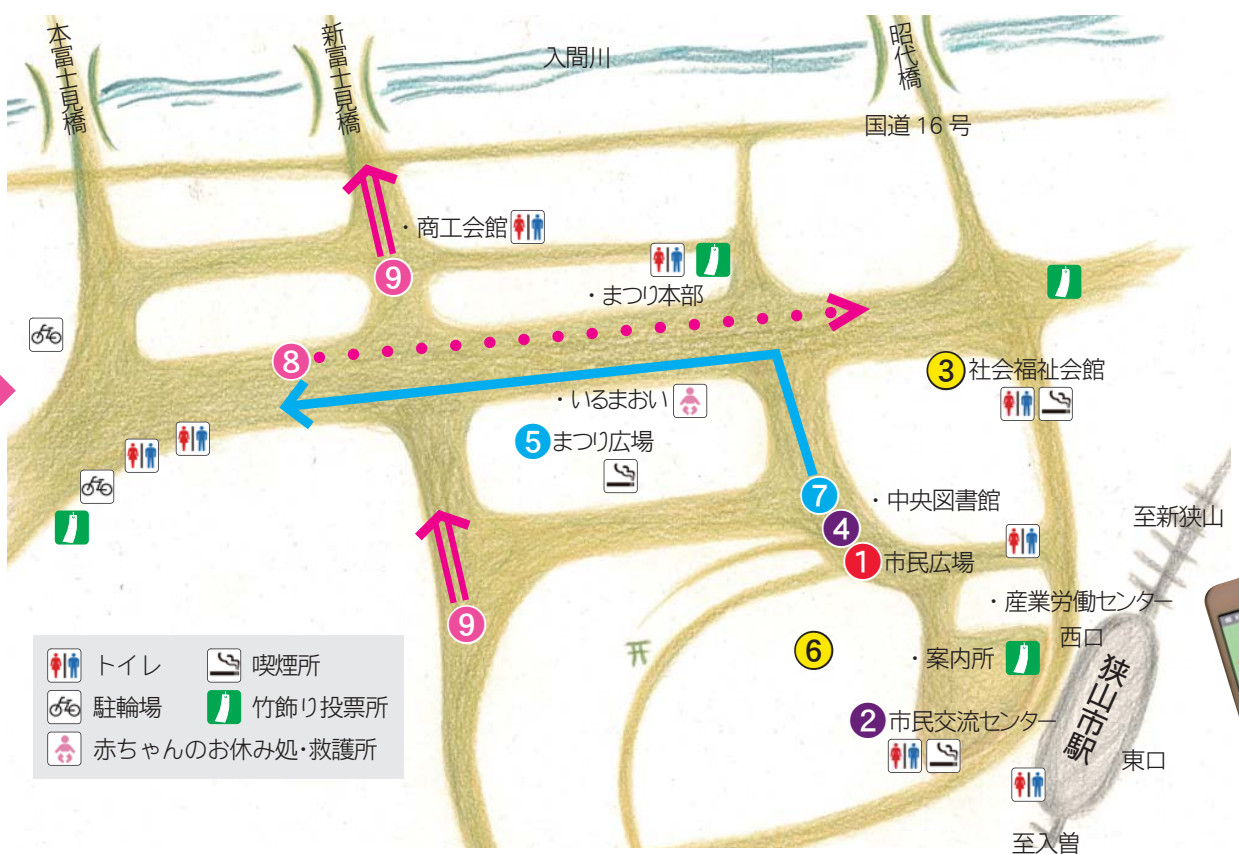 本富士見橋
新富士見橋
入間川
昭代橋
国道 16 号
・商工会館
9
・まつり本部
8
3 社会福祉会館
・いるまおい
5 まつり広場
7
・中央図書館
4
至新狭山
1 市民広場
・産業労働センター
9
西口
6
・案内所
狭山市駅
2 市民交流センター
東口
至入曽
トイレ
喫煙所
駐輪場
竹飾り投票所
赤ちゃんのお休み処・救護所